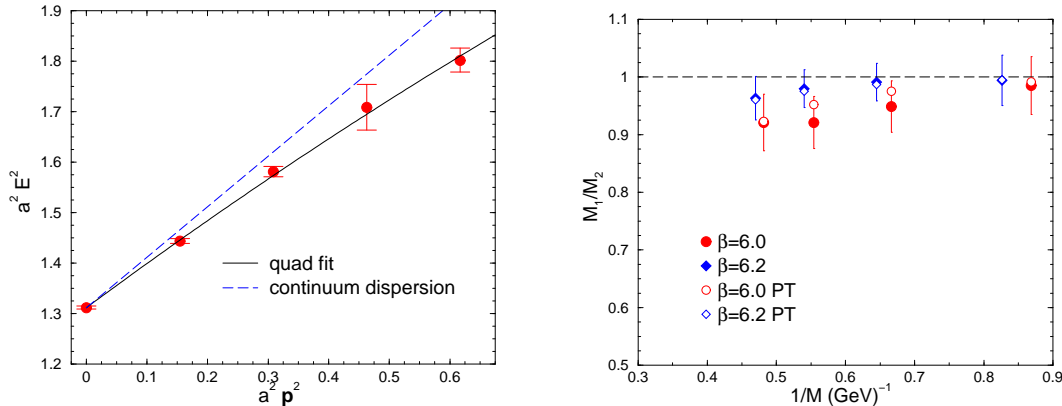 1.9
1.8
1.7
1.6
1.5
1.4
1.3
1.2
a² E²
0
0.1
0.2
0.3
0.4
0.5
0.6
a² p²
quad fit
continuum dispersion
1.1
1
0.9
0.8
0.7
0.6
0.5
M₁/M₂
0.3
0.4
0.5
0.6
0.7
0.8
0.9
1/M (GeV)⁻¹
β=6.0
β=6.2
β=6.0 PT
β=6.2 PT